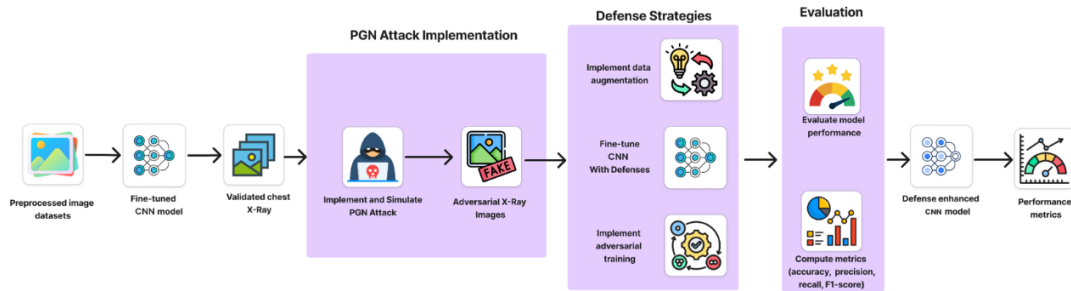 Defense Strategies
Evaluation
PGN Attack Implementation
Implement data
augmentation
Evaluate model
performance
FAKE
Fine-tune
CNN
With Defenses
Preprocessed image
datasets
Fine-tuned
CNN model
Validated chest
X-Ray
Implement and Simulate
PGN Attack
Adversarial X-Ray
Images
Defense enhanced
CNN model
Performance
metrics
Implement
adversarial
training
Compute metrics
(accuracy, precision,
recall, F1-score)